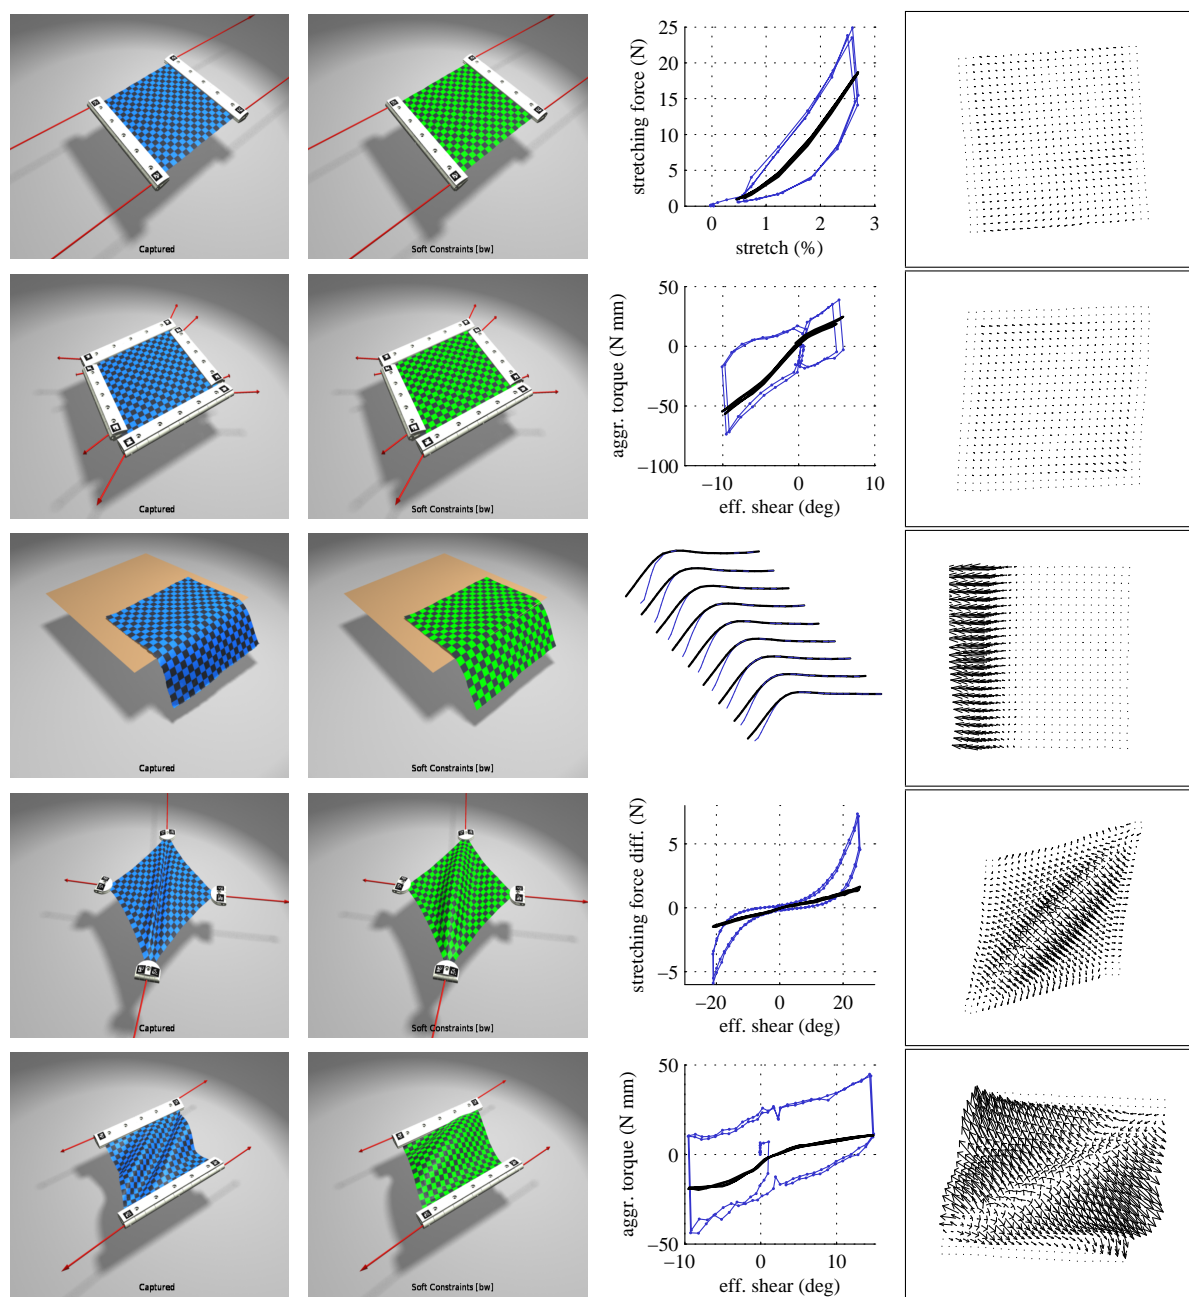 Captured
Soft Constraints [bw]
stretching force (N)
25
20
15
10
5
0
0 1 2 3
stretch (%)
Captured
Soft Constraints [bw]
aggr. torque (N mm)
50
0
−50
−100
−10 0 10
eff. shear (deg)
Captured
Soft Constraints [bw]
Captured
Soft Constraints [bw]
stretching force diff. (N)
5
0
−5
−20 0 20
eff. shear (deg)
Captured
Soft Constraints [bw]
aggr. torque (N mm)
50
0
−50
−10 0 10
eff. shear (deg)